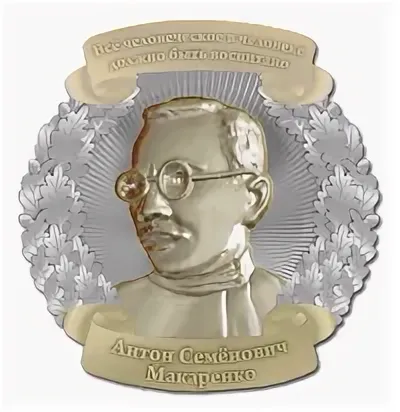 Все человеческое в человеке
должно быть воспитано
Антон Семёнович
Макаренко